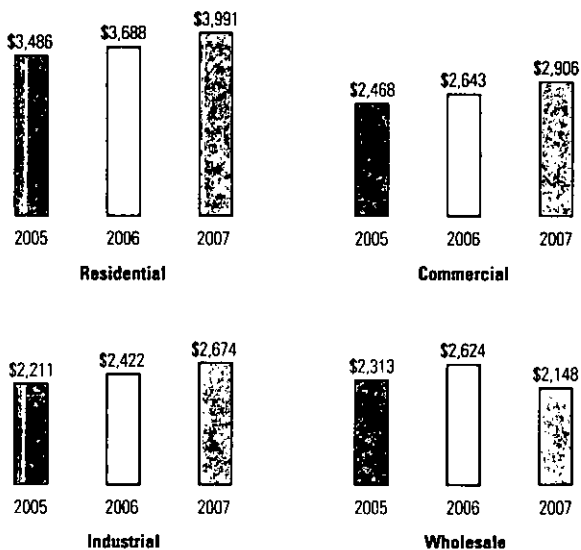 $3,486 $3,688 $3,991
2005 2006 2007
Residential
$2,468 $2,643 $2,906
2005 2006 2007
Commercial
$2,211 $2,422 $2,674
2005 2006 2007
Industrial
$2,313 $2,624 $2,148
2005 2006 2007
Wholesale